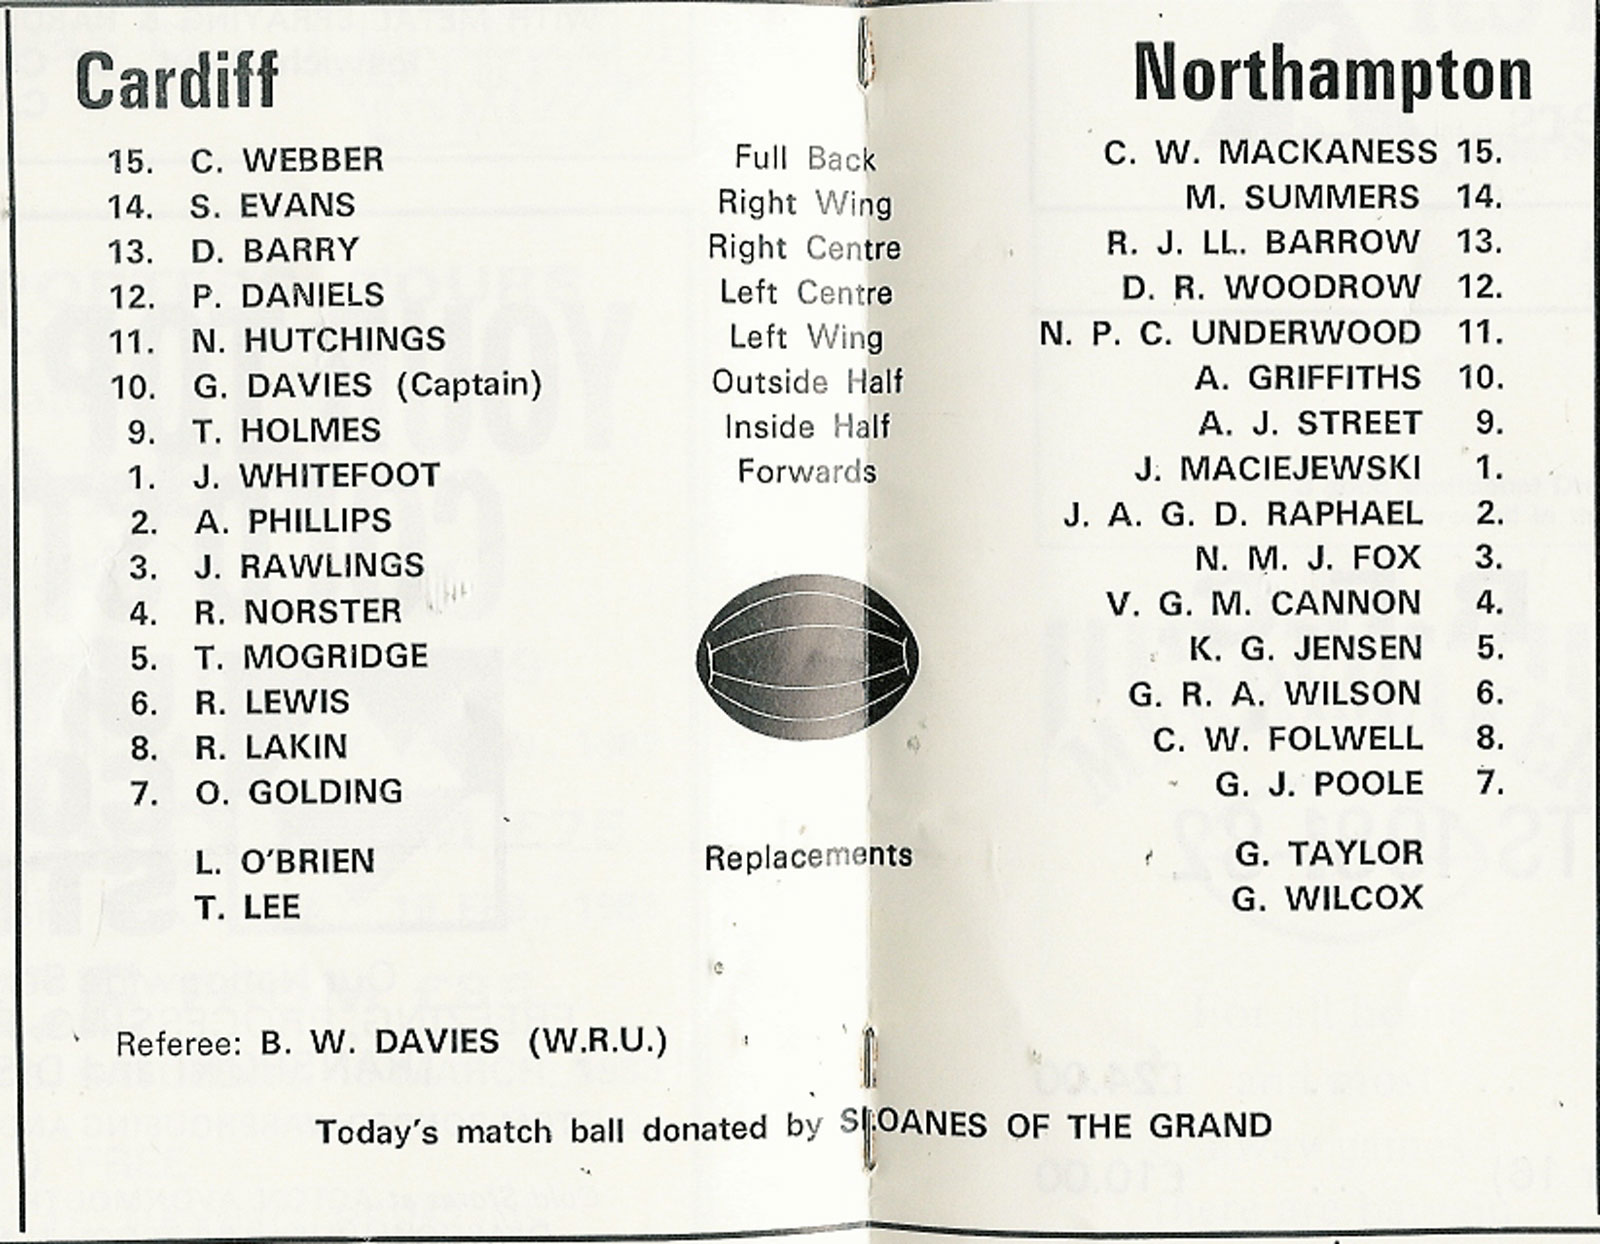 Cardiff Northampton
15. C. WEBBER Full Back C. W. MACKANESS 15.
14. S. EVANS Right Wing M. SUMMERS 14.
13. D. BARRY Right Centre R. J. LL. BARROW 13.
12. P. DANIELS Left Centre D. R. WOODROW 12.
11. N. HUTCHINGS Left Wing N. P. C. UNDERWOOD 11.
10. G. DAVIES (Captain) Outside Half A. GRIFFITHS 10.
9. T. HOLMES Inside Half A. J. STREET 9.
1. J. WHITEFOOT Forwards J. MACIEJEWSKI 1.
2. A. PHILLIPS J. A. G. D. RAPHAEL 2.
3. J. RAWLINGS N. M. J. FOX 3.
4. R. NORSTER V. G. M. CANNON 4.
5. T. MOGRIDGE K. G. JENSEN 5.
6. R. LEWIS G. R. A. WILSON 6.
8. R. LAKIN C. W. FOLWELL 8.
7. O. GOLDING G. J. POOLE 7.
L. O'BRIEN Replacements G. TAYLOR
T. LEE G. WILCOX
Referee: B. W. DAVIES (W.R.U.)
Today's match ball donated by SLOANES OF THE GRAND